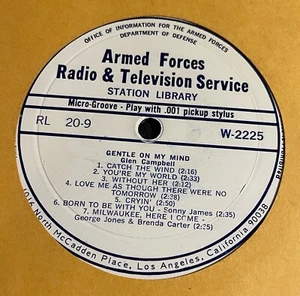 OFFICE OF INFORMATION FOR THE ARMED FORCES
DEPARTMENT OF DEFENSE
Armed Forces
Radio & Television Service
STATION LIBRARY
Micro-Groove - Play with .001 pickup stylus
RL 20-9
W-2225
GENTLE ON MY MIND
Glen Campbell
1. CATCH THE WIND (2:16)
2. YOU'RE MY WORLD (2:33)
3. WITHOUT HER (2:12)
4. LOVE ME AS THOUGH THERE WERE NO
TOMORROW (2:28)
5. CRYIN' (2:50)
6. BORN TO BE WITH YOU - Sonny James (2:35)
7. MILWAUKEE, HERE I COME -
George Jones & Brenda Carter (2:35)
1016 North McCadden Place, Los Angeles, California 90038